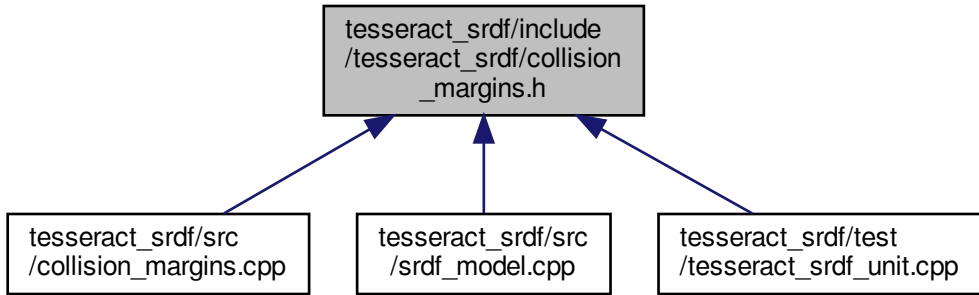 tesseract_srdf/include
/tesseract_srdf/collision
_margins.h
tesseract_srdf/src
/collision_margins.cpp
tesseract_srdf/src
/srdf_model.cpp
tesseract_srdf/test
/tesseract_srdf_unit.cpp